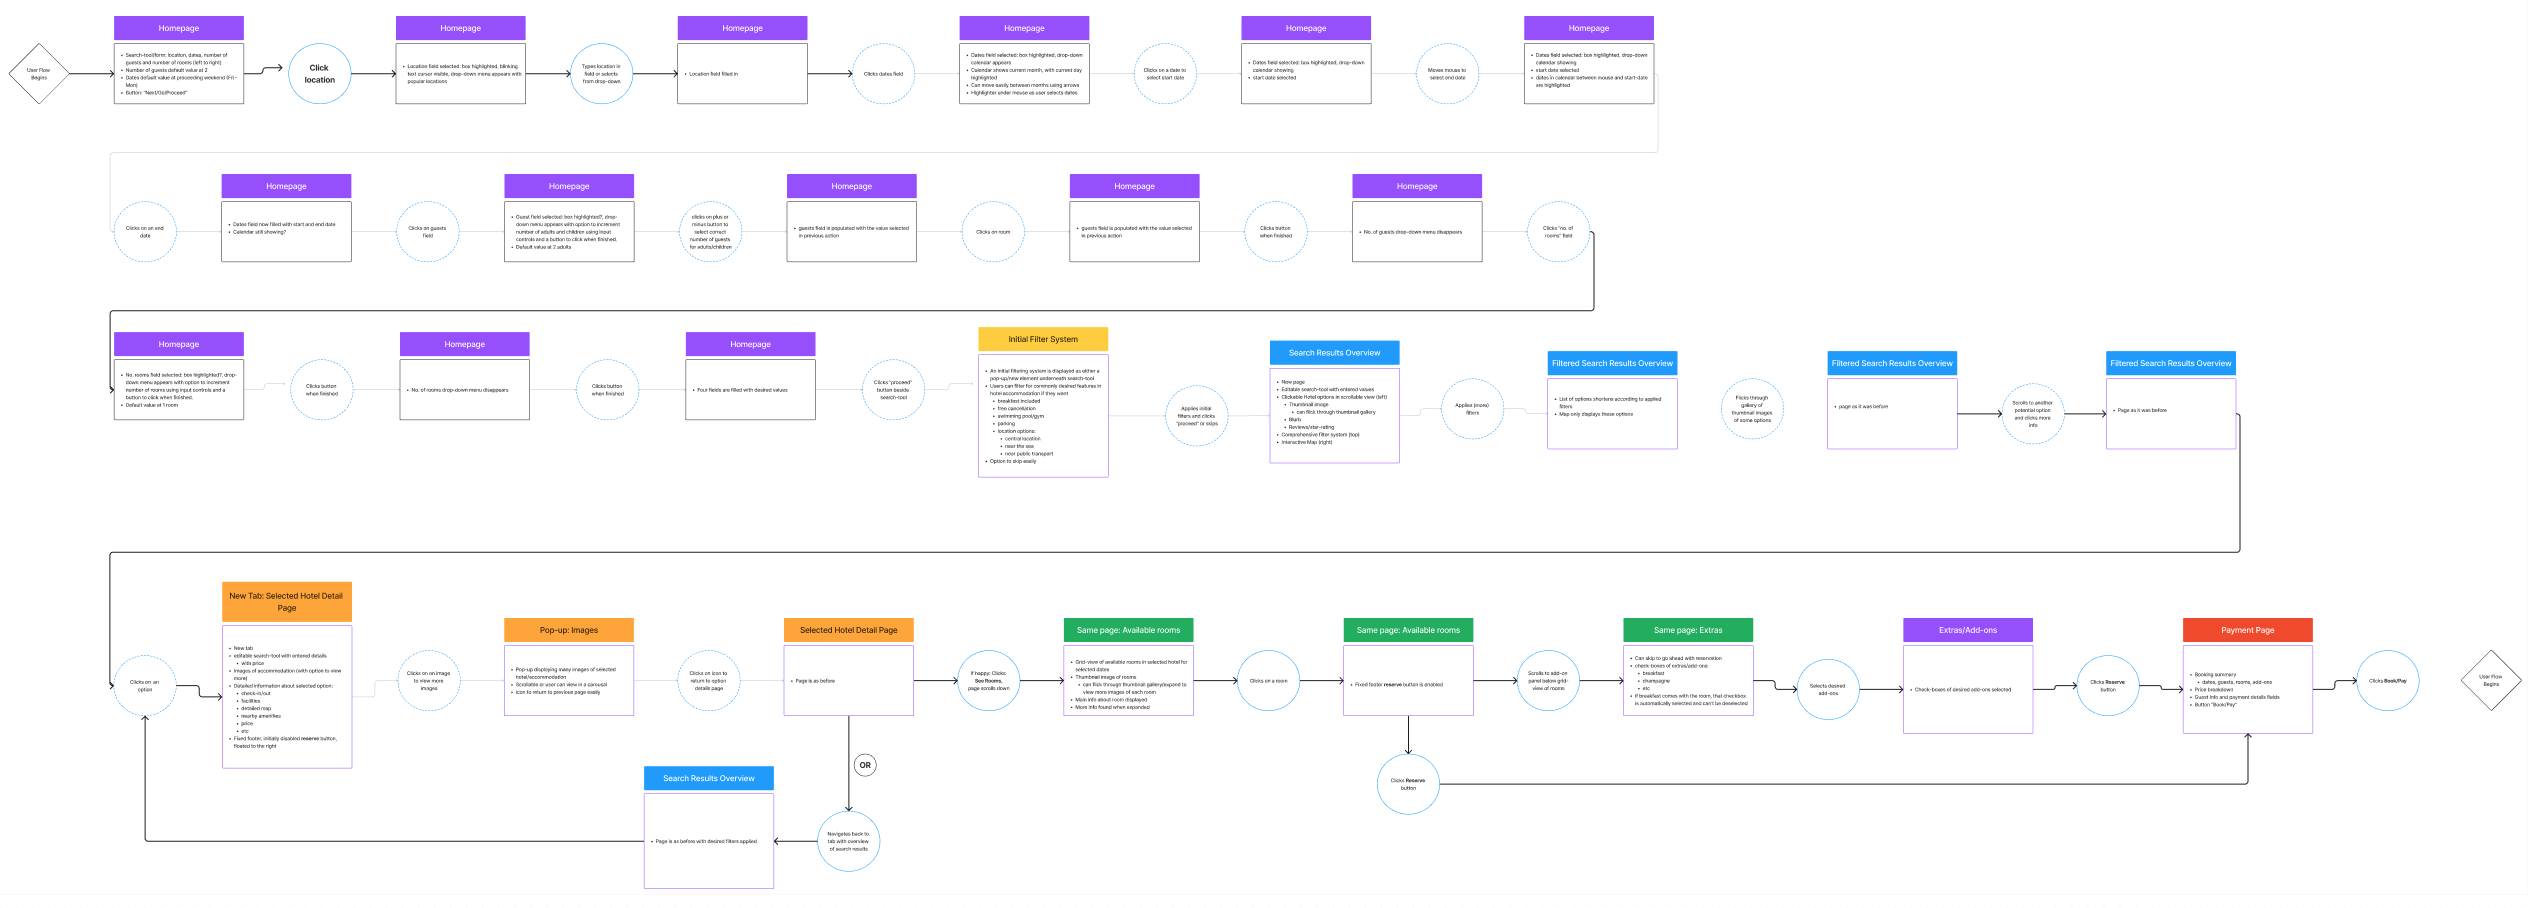 Homepage
Homepage
Homepage
Homepage
Homepage
Homepage
User Flow
Begins
• Search-tool/form: location, dates, number of
guests and number of rooms (left to right)
• Number of guests default value at 2
• Dates default value at proceeding weekend (Fri -
Mon)
• Button: "Next/Go/Proceed"
Click
location
• Location field selected: box highlighted, blinking
text cursor visible, drop-down menu appears with
popular locations
Types location in
field or selects
from drop-down
• Location field filled in
Clicks dates field
• Dates field selected: box highlighted, drop-down
calendar appears
• Calendar shows current month, with current day
highlighted
• Can move easily between months using arrows
• Highlighter under mouse as user selects dates
Clicks on a date to
select start date
• Dates field selected: box highlighted, drop-down
calendar showing
• start date selected
Moves mouse to
select end date
• Dates field selected: box highlighted, drop-down
calendar showing
• start date selected
• dates in calendar between mouse and start-date
are highlighted
Homepage
Homepage
Homepage
Homepage
Homepage
Clicks on an end
date
• Dates field now filled with start and end date
• Calendar still showing?
Clicks on guests
field
• Guest field selected: box highlighted?, drop-
down menu appears with option to increment
number of adults and children using input
controls and a button to click when finished.
• Default value at 2 adults
clicks on plus or
minus button to
select correct
number of guests
for adults/children
• guests field is populated with the value selected
in previous action
Clicks on room
• guests field is populated with the value selected
in previous action
Clicks button
when finished
• No. of guests drop-down menu disappears
Clicks "no. of
rooms" field
Homepage
Homepage
Homepage
Initial Filter System
Search Results Overview
Filtered Search Results Overview
Filtered Search Results Overview
Filtered Search Results Overview
• No. rooms field selected: box highlighted?, drop-
down menu appears with option to increment
number of rooms using input controls and a
button to click when finished.
• Default value at 1 room
Clicks button
when finished
• No. of rooms drop-down menu disappears
Clicks button
when finished
• Four fields are filled with desired values
Clicks "proceed"
button beside
search-tool
• An initial filtering system is displayed as either a
pop-up/new element underneath search-tool
• Users can filter for commonly desired features in
hotel accommodation if they want
• breakfast included
• free cancellation
• swimming pool/gym
• parking
• location options:
• central location
• near the sea
• near public transport
• Option to skip easily
Applies initial
filters and clicks
"proceed" or skips
• New page
• Editable search-tool with entered values
• Clickable Hotel options in scrollable view (left)
• Thumbnail image
• can flick through thumbnail gallery
• Blurb
• Reviews/star-rating
• Comprehensive filter system (top)
• Interactive Map (right)
Applies (more)
filters
• List of options shortens according to applied
filters
• Map only displays these options
Flicks through
gallery of
thumbnail images
of some options
• page as it was before
Scrolls to another
potential option
and clicks more
info
• Page as it was before
New Tab: Selected Hotel Detail
Page
Pop-up: Images
Selected Hotel Detail Page
Same page: Available rooms
Same page: Available rooms
Same page: Extras
Extras/Add-ons
Payment Page
Clicks on an
option
• New tab
• editable search-tool with entered details
• with price
• Images of accommodation (with option to view
more)
• Detailed information about selected option:
• check-in/out
• facilities
• detailed map
• nearby amenities
• price
• etc
• Fixed footer, initially disabled reserve button,
floated to the right
Clicks on on image
to view more
images
• Pop-up displaying many images of selected
hotel/accommodation
• Scrollable or user can view in a carousel
• Icon to return to previous page easily
Clicks on icon to
return to option
details page
• Page is as before
If happy: Clicks
See Rooms,
page scrolls down
• Grid-view of available rooms in selected hotel for
selected dates
• Thumbnail image of rooms
• can flick through thumbnail gallery/expand to
view more images of each room
• Main info about room displayed
• More info found when expanded
Clicks on a room
• Fixed footer reserve button is enabled
Scrolls to add-on
panel below grid-
view of rooms
• Can skip to go ahead with reservation
• check-boxes of extras/add-ons:
• breakfast
• champagne
• etc
• if breakfast comes with the room, that checkbox
is automatically selected and can't be deselected
Selects desired
add-ons
• Check-boxes of desired add-ons selected
Clicks Reserve
button
• Booking summary
• dates, guests, rooms, add-ons
• Price breakdown
• Guest Info and payment details fields
• Button "Book/Pay"
Clicks Book/Pay
User Flow
Begins
OR
Search Results Overview
• Page is as before with desired filters applied
Navigates back to
tab with overview
of search results
Clicks Reserve
button